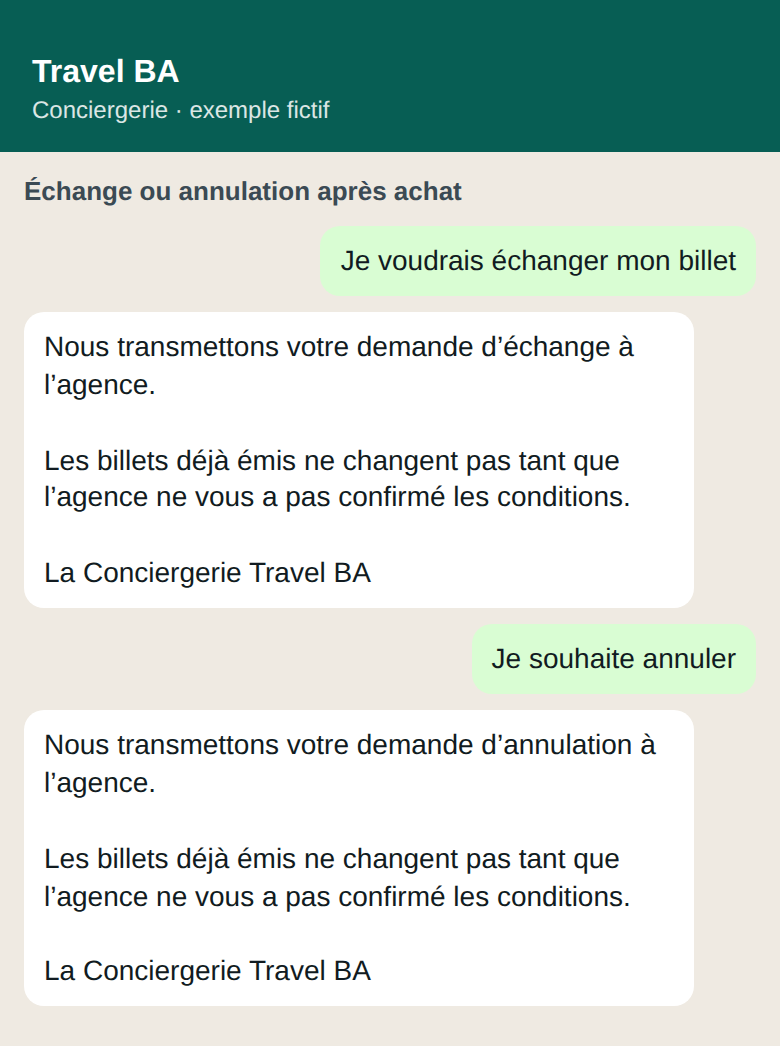 Travel BA
Conciergerie · exemple fictif
Échange ou annulation après achat
Je voudrais échanger mon billet
Nous transmettons votre demande d’échange à
l’agence.
Les billets déjà émis ne changent pas tant que
l’agence ne vous a pas confirmé les conditions.
La Conciergerie Travel BA
Je souhaite annuler
Nous transmettons votre demande d’annulation à
l’agence.
Les billets déjà émis ne changent pas tant que
l’agence ne vous a pas confirmé les conditions.
La Conciergerie Travel BA